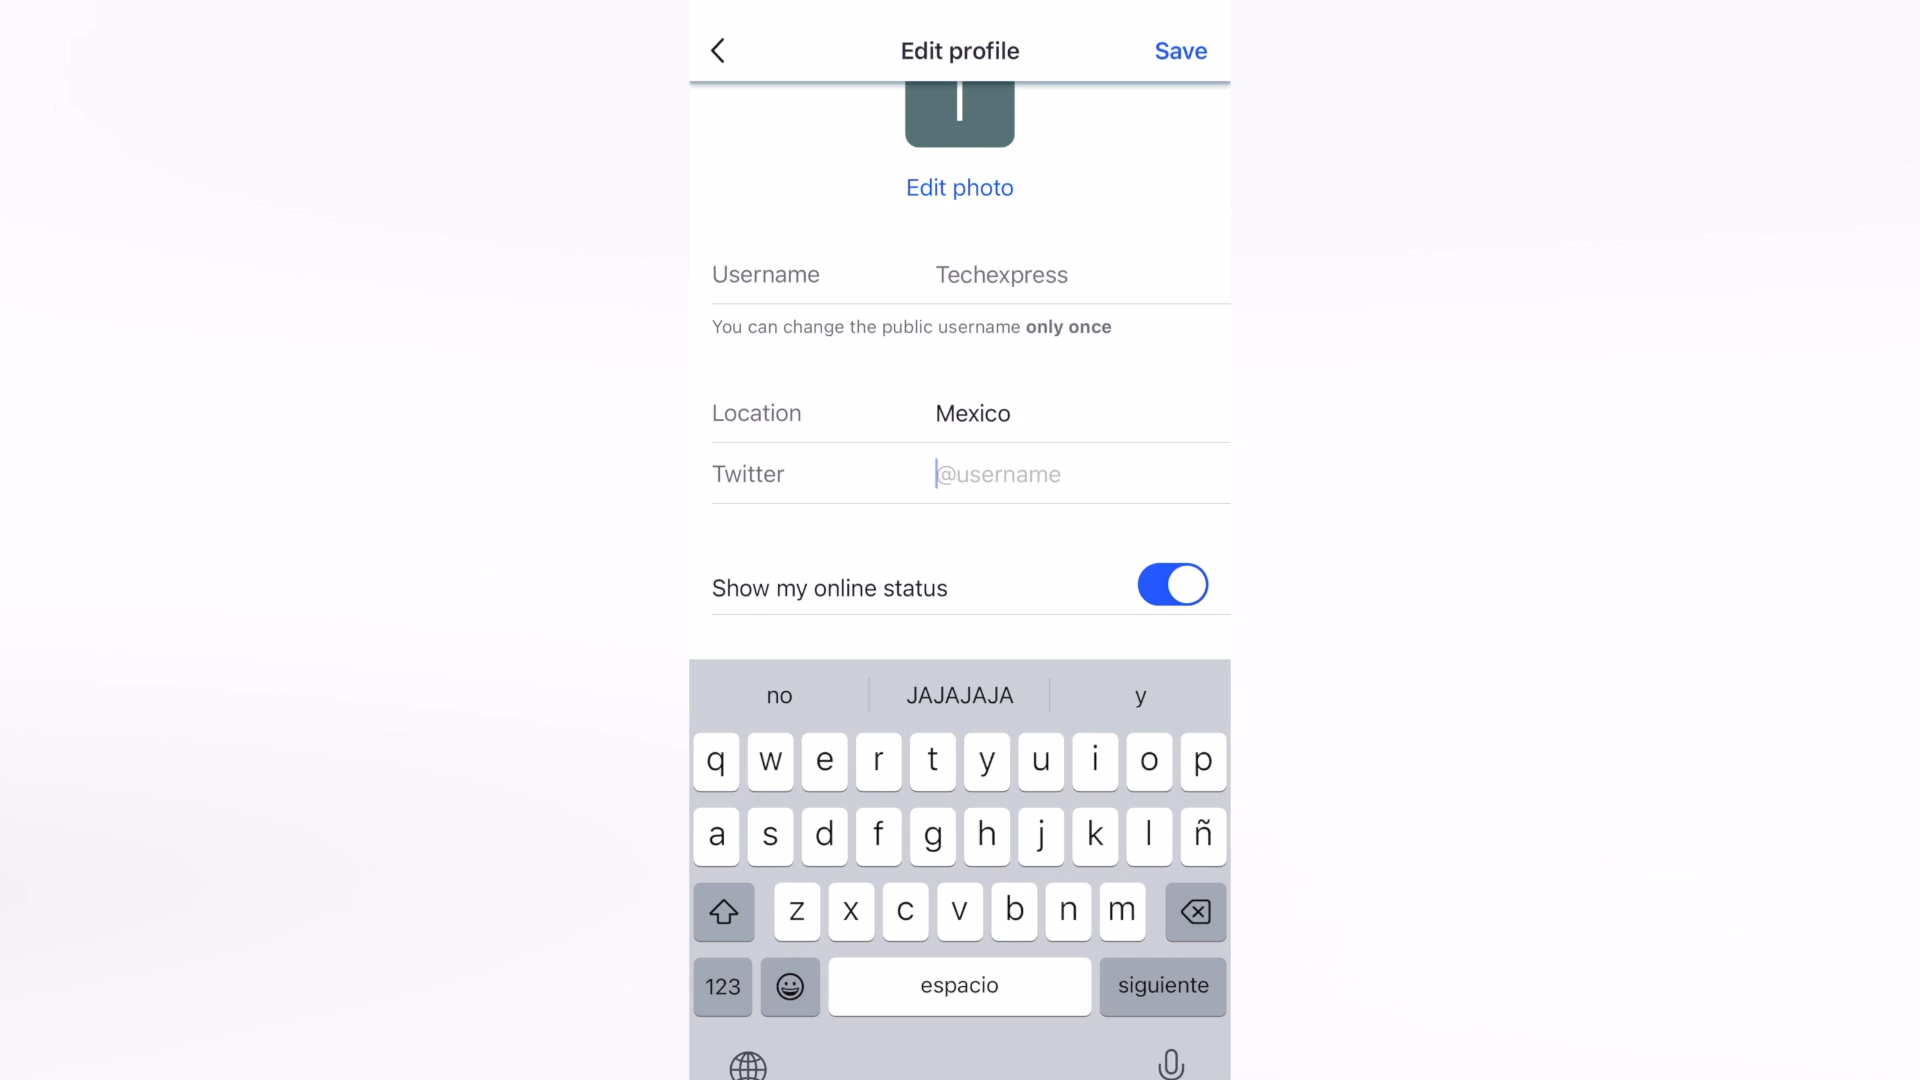 Edit profile Save
Edit photo
Username Techexpress
You can change the public username only once
Location Mexico
Twitter @username
Show my online status
no JAJAJAJA y
q w e r t y u i o p
a s d f g h j k l ñ
z x c v b n m
123 espacio siguiente